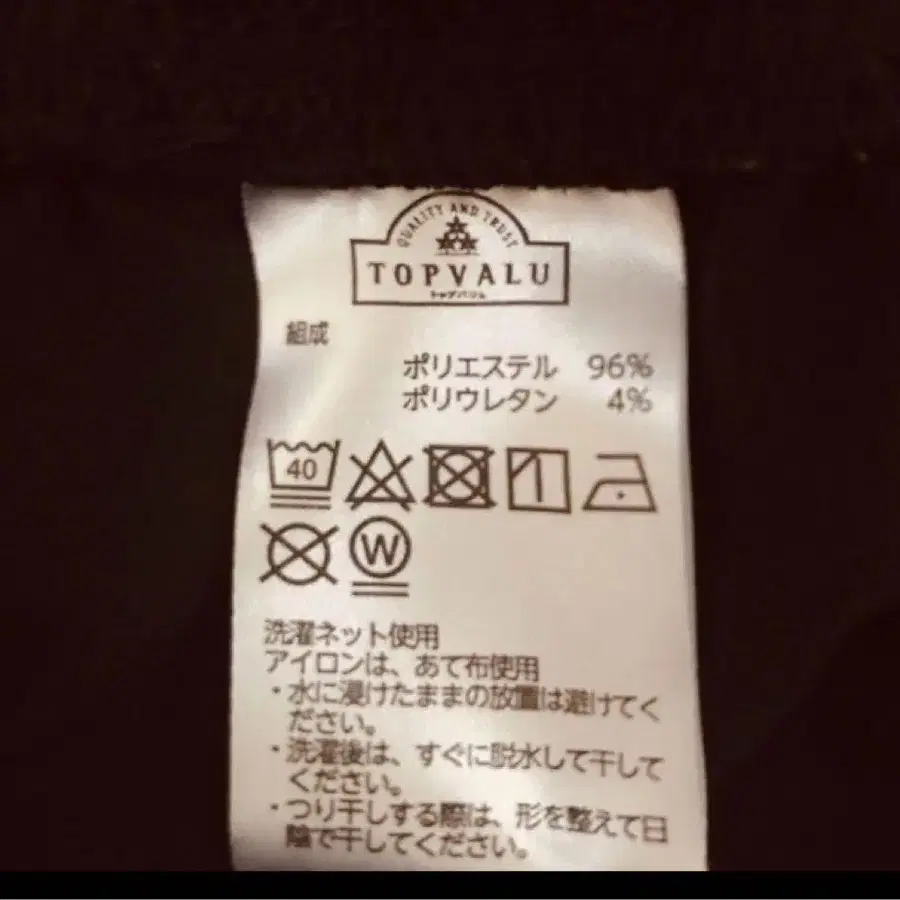 QUALITY AND TRUST
TOPVALU
トップバリュ
組成
ポリエステル 96%
ポリウレタン 4%
40
W
洗濯ネット使用
アイロンは、あて布使用
・水に浸けたままの放置は避けてく
ださい。
・洗濯後は、すぐに脱水して干して
ください。
・つり干しする際は、形を整えて日
陰で干してください。